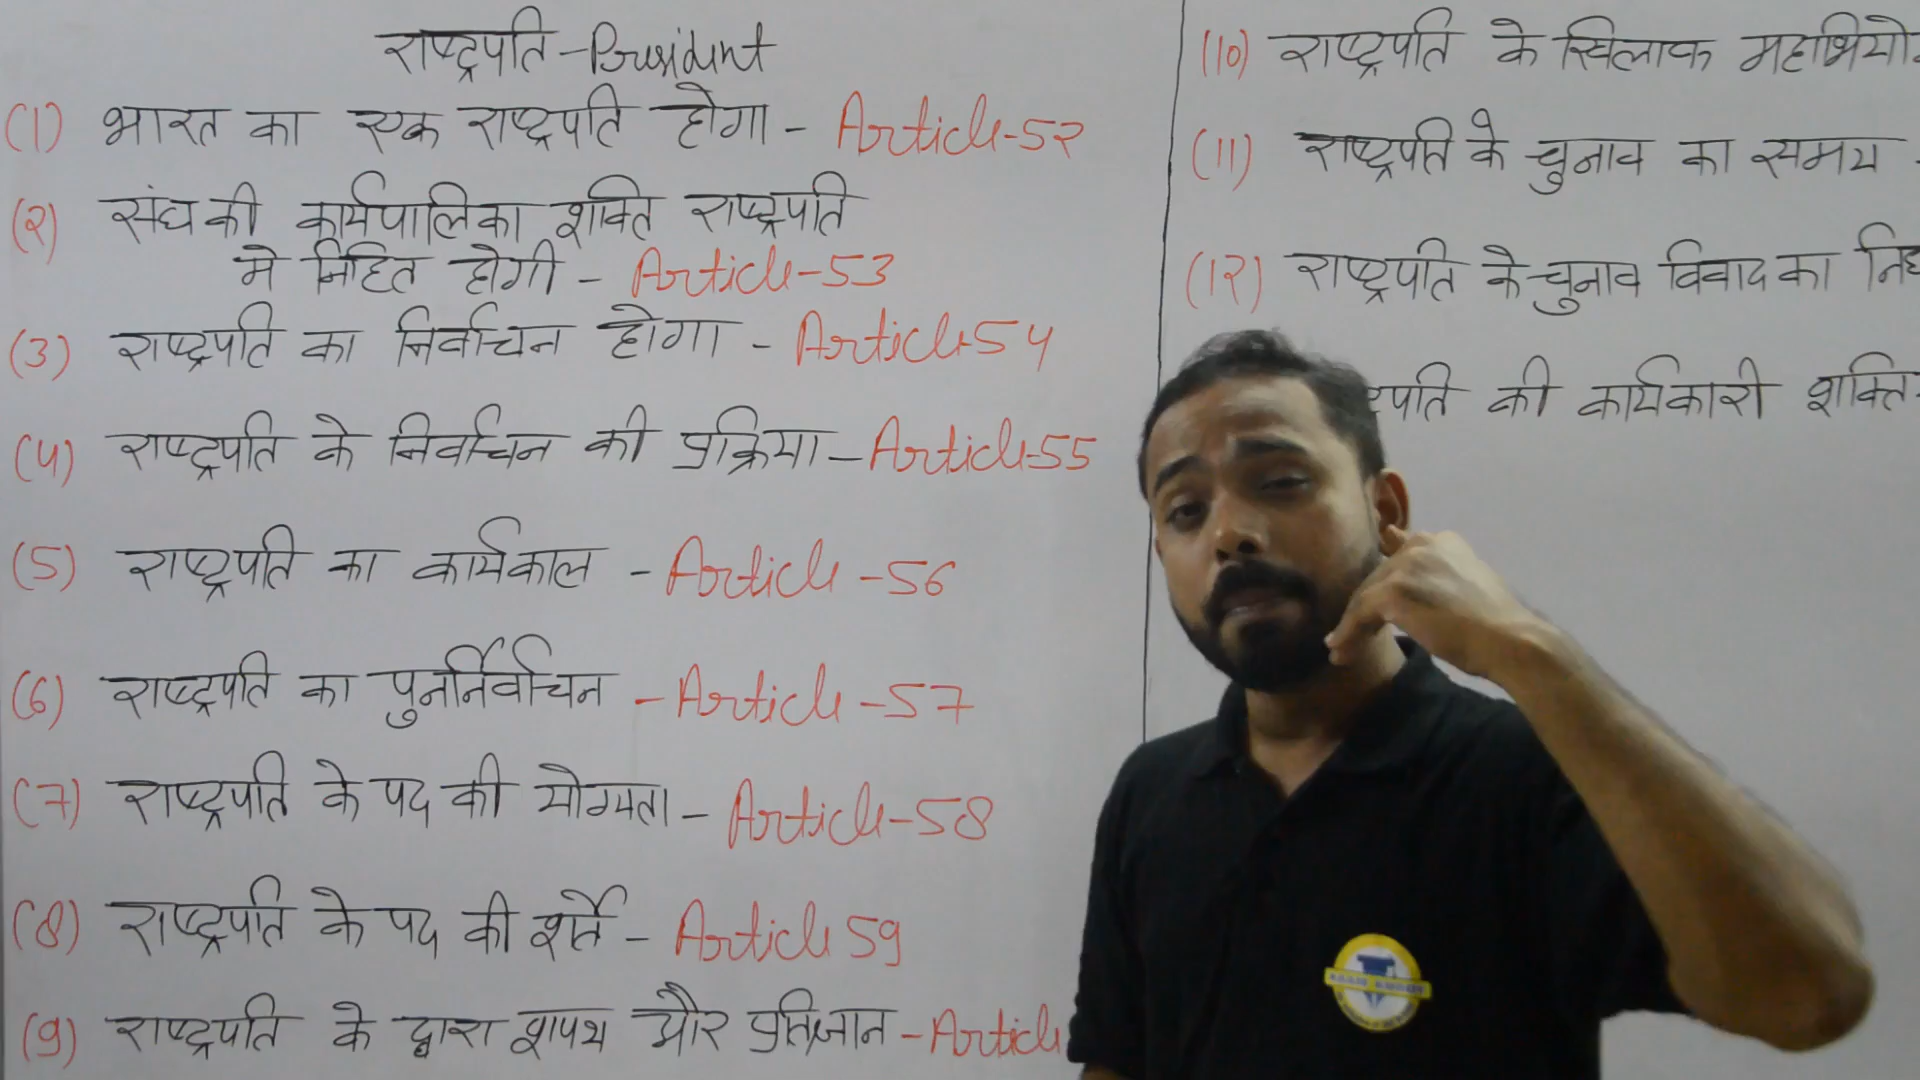 राष्ट्रपति - President
(1) भारत का एक राष्ट्रपति होगा - Article-52
(2) संघ की कार्यपालिका शक्ति राष्ट्रपति
मे निहित होगी - Article-53
(3) राष्ट्रपति का निर्वाचन होगा - Article-54
(4) राष्ट्रपति के निर्वाचन की प्रक्रिया - Article-55
(5) राष्ट्रपति का कार्यकाल - Article-56
(6) राष्ट्रपति का पुनर्निर्वाचन - Article-57
(7) राष्ट्रपति के पद की योग्यता - Article-58
(8) राष्ट्रपति के पद की शर्ते - Article 59
(9) राष्ट्रपति के द्वारा शपथ और प्रतिज्ञान - Article
(10) राष्ट्रपति के खिलाफ महाभियो
(11) राष्ट्रपति के चुनाव का समय -
(12) राष्ट्रपति के चुनाव विवाद का
पति की कार्यकारी शक्ति-